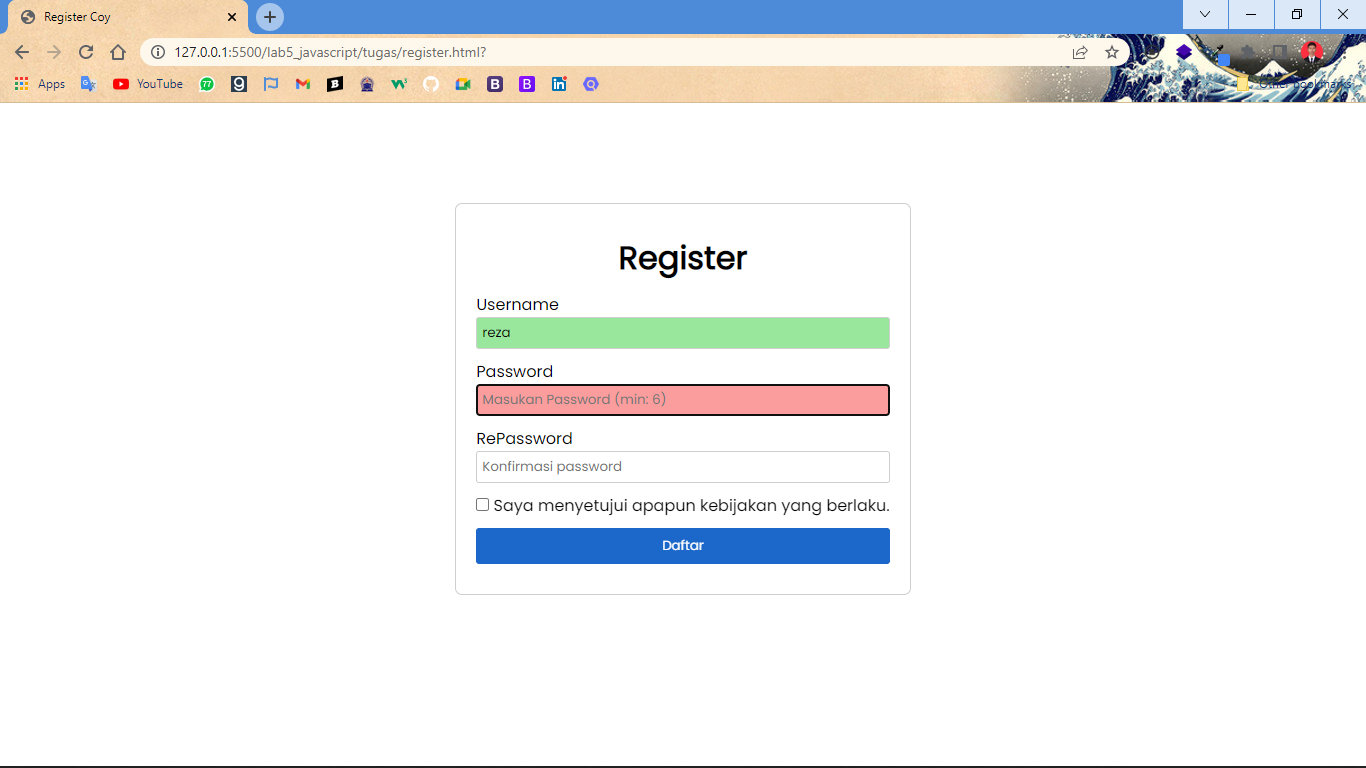 Register Coy
127.0.0.1:5500/lab5_javascript/tugas/register.html?
Apps
YouTube
Other bookmarks
Register
Username
reza
Password
Masukan Password (min: 6)
RePassword
Konfirmasi password
Saya menyetujui apapun kebijakan yang berlaku.
Daftar